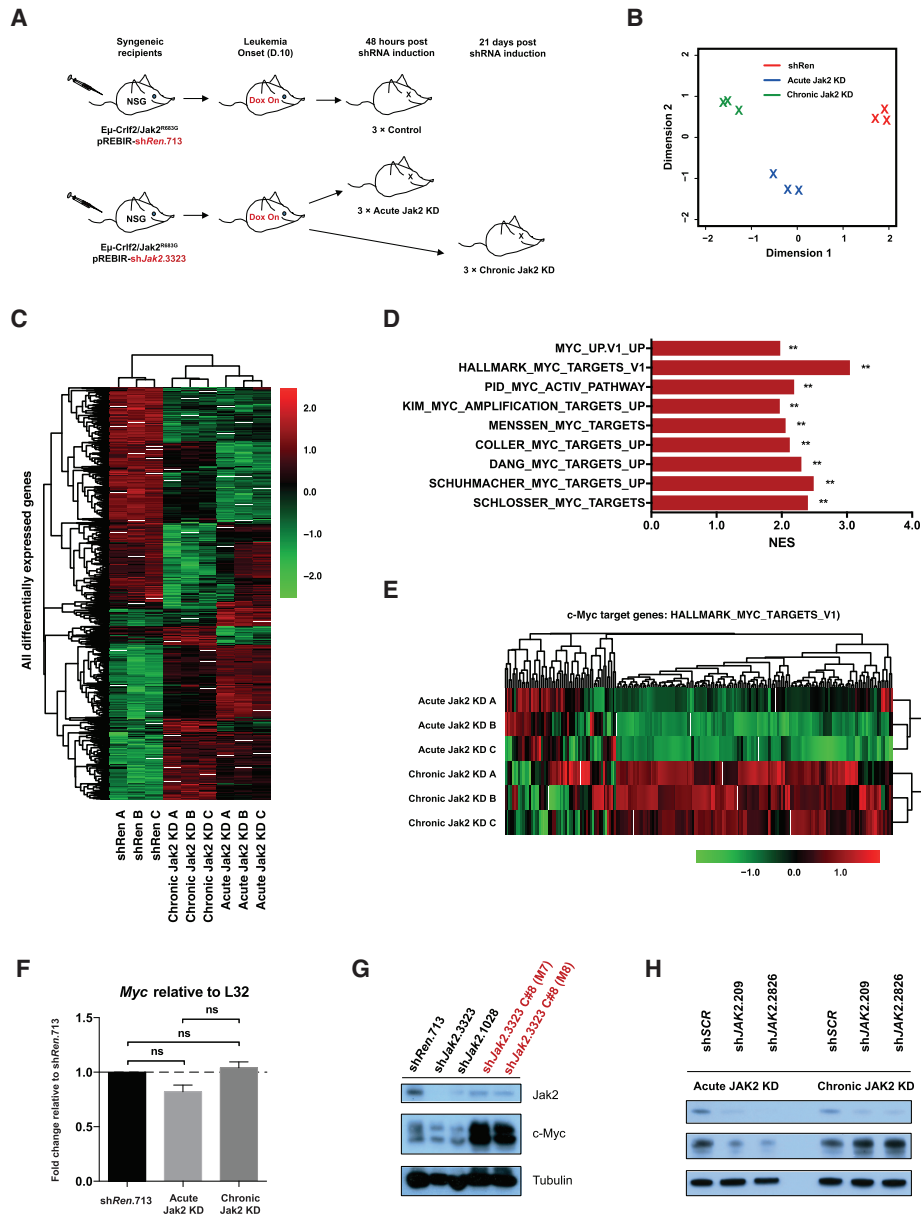 A
Syngeneic
recipients
Leukemia
Onset (D.10)
48 hours post
shRNA induction
21 days post
shRNA induction
NSG
Dox On
X
Eμ-Crlf2/Jak2R683G
pREBIR-shRen.713
3 × Control
NSG
Dox On
X
3 × Acute Jak2 KD
Eμ-Crlf2/Jak2R683G
pREBIR-shJak2.3323
X
3 × Chronic Jak2 KD
B
Dimension 2
2
1
0
−1
−2
shRen
Acute Jak2 KD
Chronic Jak2 KD
X X X
X X X
X X X
−2 −1 0 1 2
Dimension 1
C
All differentially expressed genes
2.0
1.0
0.0
−1.0
−2.0
shRen A
shRen B
shRen C
Chronic Jak2 KD A
Chronic Jak2 KD B
Chronic Jak2 KD C
Acute Jak2 KD A
Acute Jak2 KD B
Acute Jak2 KD C
D
MYC_UP.V1_UP **
HALLMARK_MYC_TARGETS_V1 **
PID_MYC_ACTIV_PATHWAY **
KIM_MYC_AMPLIFICATION_TARGETS_UP **
MENSSEN_MYC_TARGETS **
COLLER_MYC_TARGETS_UP **
DANG_MYC_TARGETS_UP **
SCHUHMACHER_MYC_TARGETS_UP **
SCHLOSSER_MYC_TARGETS **
0.0 1.0 2.0 3.0 4.0
NES
E
c-Myc target genes: HALLMARK_MYC_TARGETS_V1)
Acute Jak2 KD A
Acute Jak2 KD B
Acute Jak2 KD C
Chronic Jak2 KD A
Chronic Jak2 KD B
Chronic Jak2 KD C
−1.0 0.0 1.0
F
Myc relative to L32
Fold change relative to shRen.713
1.5
1.0
0.5
0.0
ns
ns
ns
shRen.713
Acute
Jak2 KD
Chronic
Jak2 KD
G
shRen.713
shJak2.3323
shJak2.1028
shJak2.3323 C#8 (M7)
shJak2.3323 C#8 (M8)
Jak2
c-Myc
Tubulin
H
shSCR
shJAK2.209
shJAK2.2826
shSCR
shJAK2.209
shJAK2.2826
Acute JAK2 KD
Chronic JAK2 KD